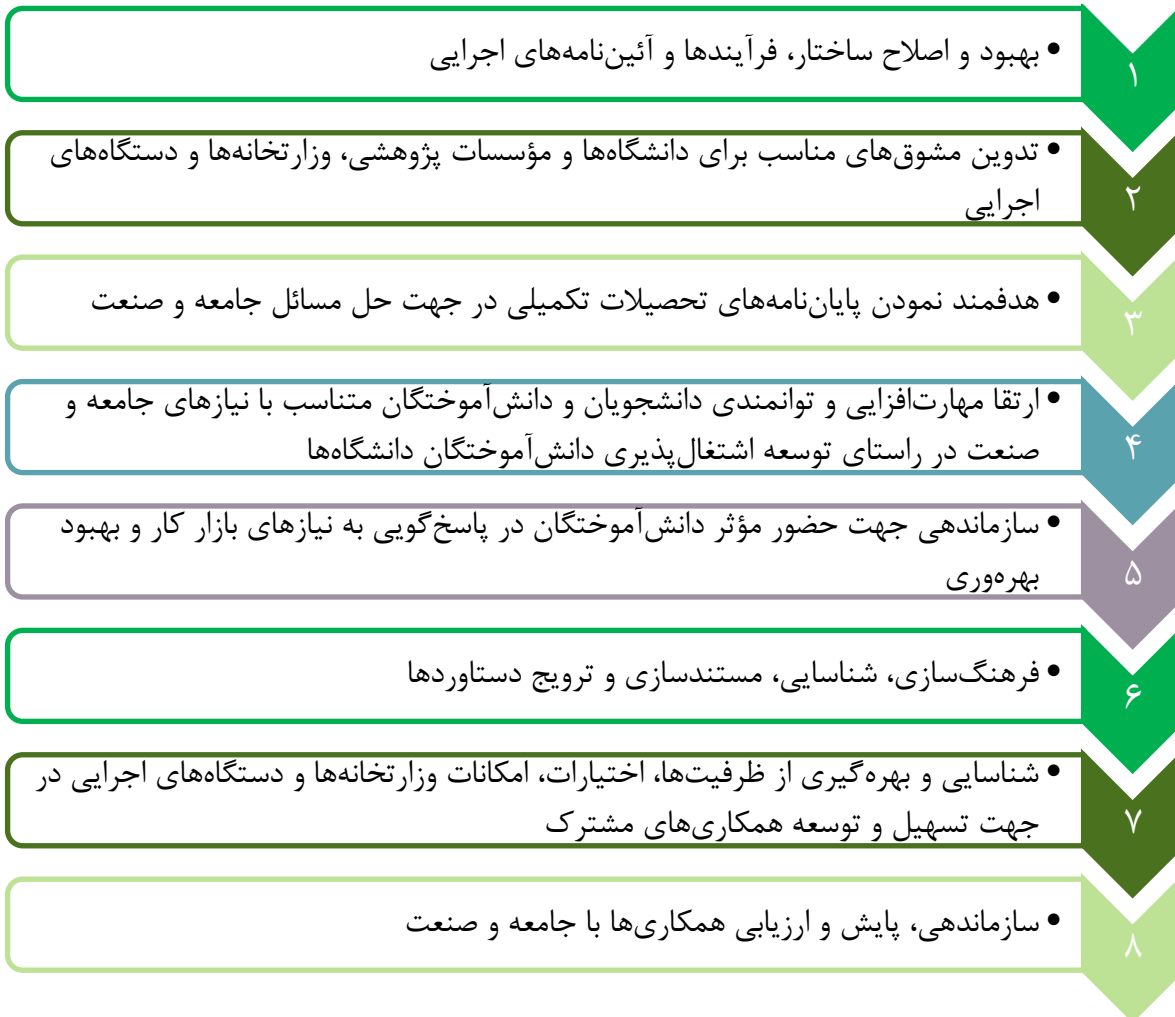 ۱
• بهبود و اصلاح ساختار، فرآیندها و آئین‌نامه‌های اجرایی
۲
• تدوین مشوق‌های مناسب برای دانشگاه‌ها و مؤسسات پژوهشی، وزارتخانه‌ها و دستگاه‌های
اجرایی
۳
• هدفمند نمودن پایان‌نامه‌های تحصیلات تکمیلی در جهت حل مسائل جامعه و صنعت
۴
• ارتقا مهارت‌افزایی و توانمندی دانشجویان و دانش‌آموختگان متناسب با نیازهای جامعه و
صنعت در راستای توسعه اشتغال‌پذیری دانش‌آموختگان دانشگاه‌ها
۵
• سازماندهی جهت حضور مؤثر دانش‌آموختگان در پاسخ‌گویی به نیازهای بازار کار و بهبود
بهره‌وری
۶
• فرهنگ‌سازی، شناسایی، مستندسازی و ترویج دستاوردها
۷
• شناسایی و بهره‌گیری از ظرفیت‌ها، اختیارات، امکانات وزارتخانه‌ها و دستگاه‌های اجرایی در
جهت تسهیل و توسعه همکاری‌های مشترک
۸
• سازماندهی، پایش و ارزیابی همکاری‌ها با جامعه و صنعت